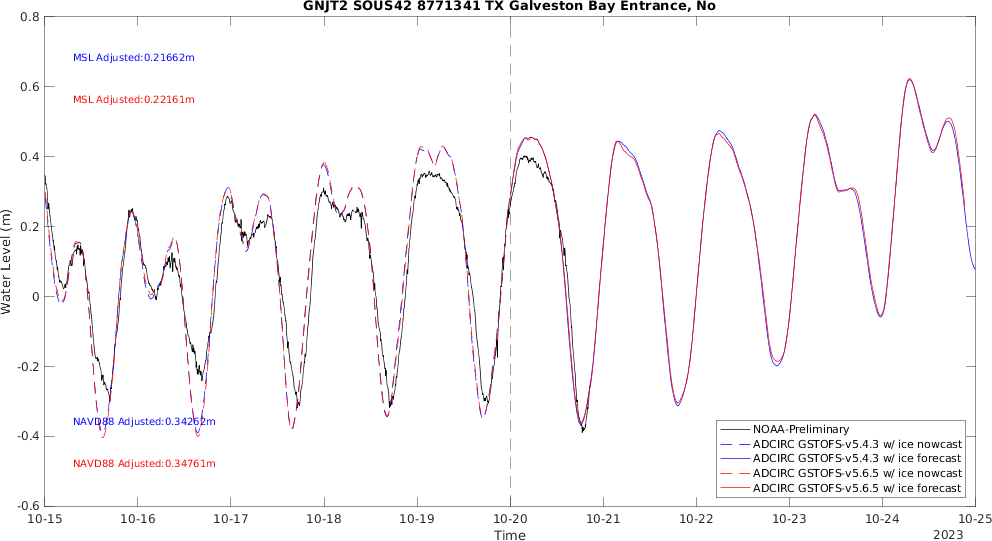 GNJT2 SOUS42 8771341 TX Galveston Bay Entrance, No
0.8
MSL Adjusted:0.21662m
0.6
MSL Adjusted:0.22161m
0.4
0.2
Water Level (m)
0
-0.2
NAVD88 Adjusted:0.34262m
-0.4
NAVD88 Adjusted:0.34761m
-0.6
NOAA-Preliminary
ADCIRC GSTOFS-v5.4.3 w/ ice nowcast
ADCIRC GSTOFS-v5.4.3 w/ ice forecast
ADCIRC GSTOFS-v5.6.5 w/ ice nowcast
ADCIRC GSTOFS-v5.6.5 w/ ice forecast
10-15 10-16 10-17 10-18 10-19 10-20 10-21 10-22 10-23 10-24 10-25
Time
2023